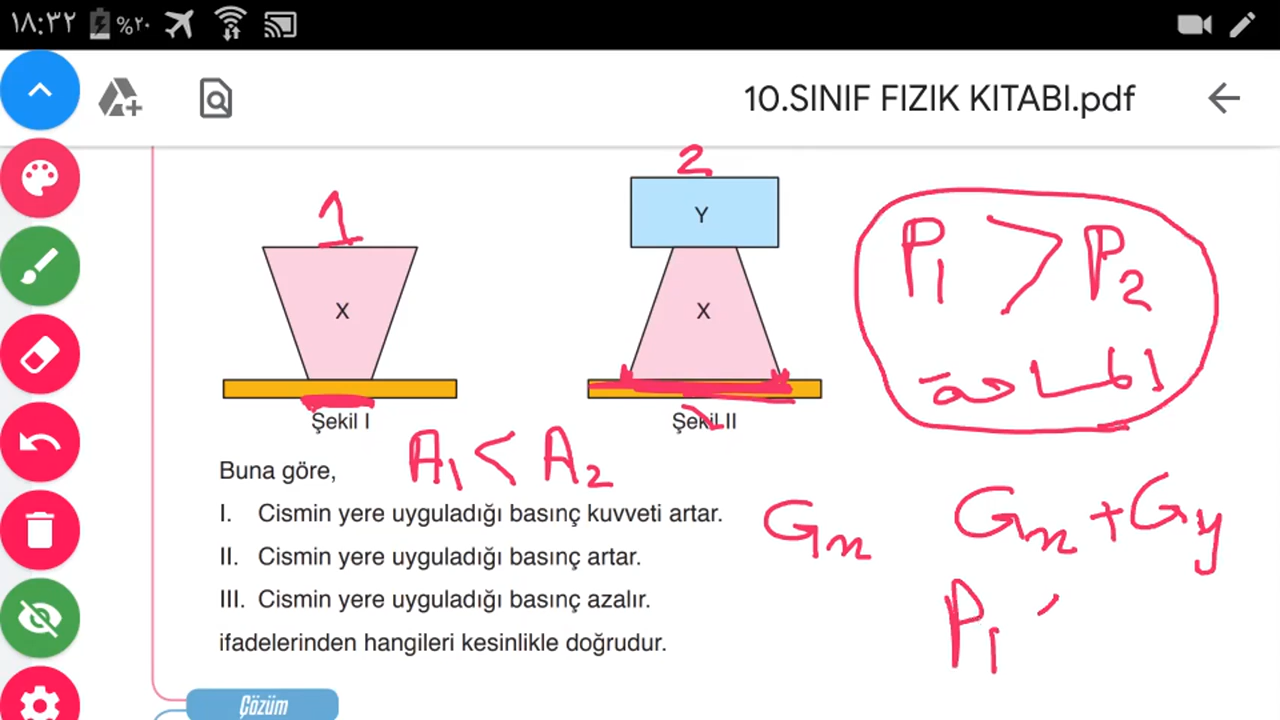 ١٨:٣٢ %٢٠
10.SINIF FIZIK KITABI.pdf
1
2
Y
X
X
P1 > P2
Şekil I
Şekil II
A1 < A2
Buna göre,
I. Cismin yere uyguladığı basınç kuvveti artar.
Gx
Gx + Gy
II. Cismin yere uyguladığı basınç artar.
III. Cismin yere uyguladığı basınç azalır.
P1
ifadelerinden hangileri kesinlikle doğrudur.
Çözüm